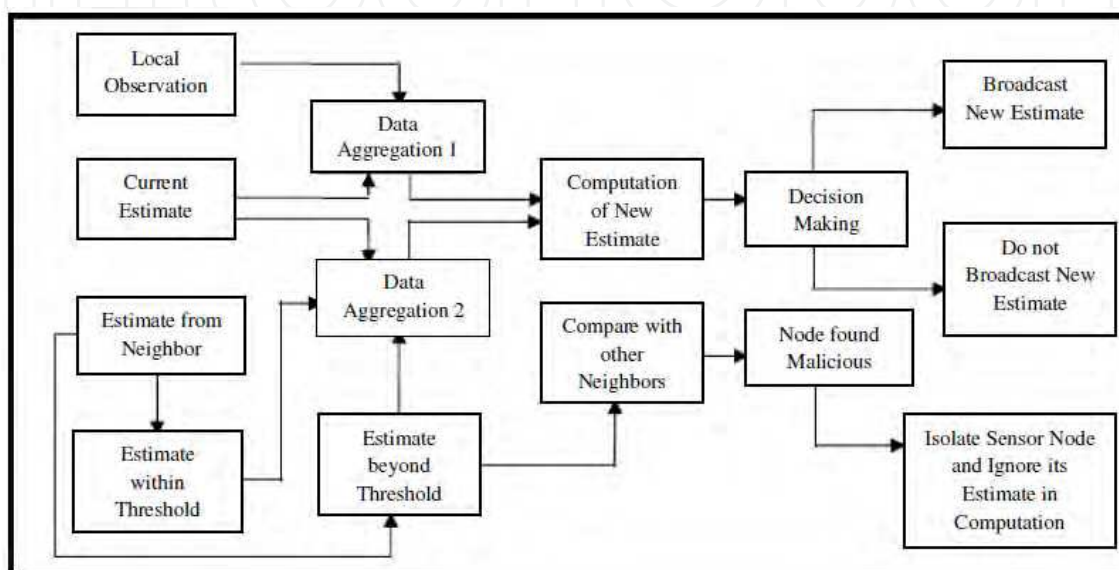 Local
Observation
Data
Aggregation 1
Broadcast
New Estimate
Current
Estimate
Computation
of New
Estimate
Decision
Making
Data
Aggregation 2
Do not
Broadcast New
Estimate
Estimate from
Neighbor
Compare with
other
Neighbors
Node found
Malicious
Estimate
within
Threshold
Estimate
beyond
Threshold
Isolate Sensor Node
and Ignore its
Estimate in
Computation